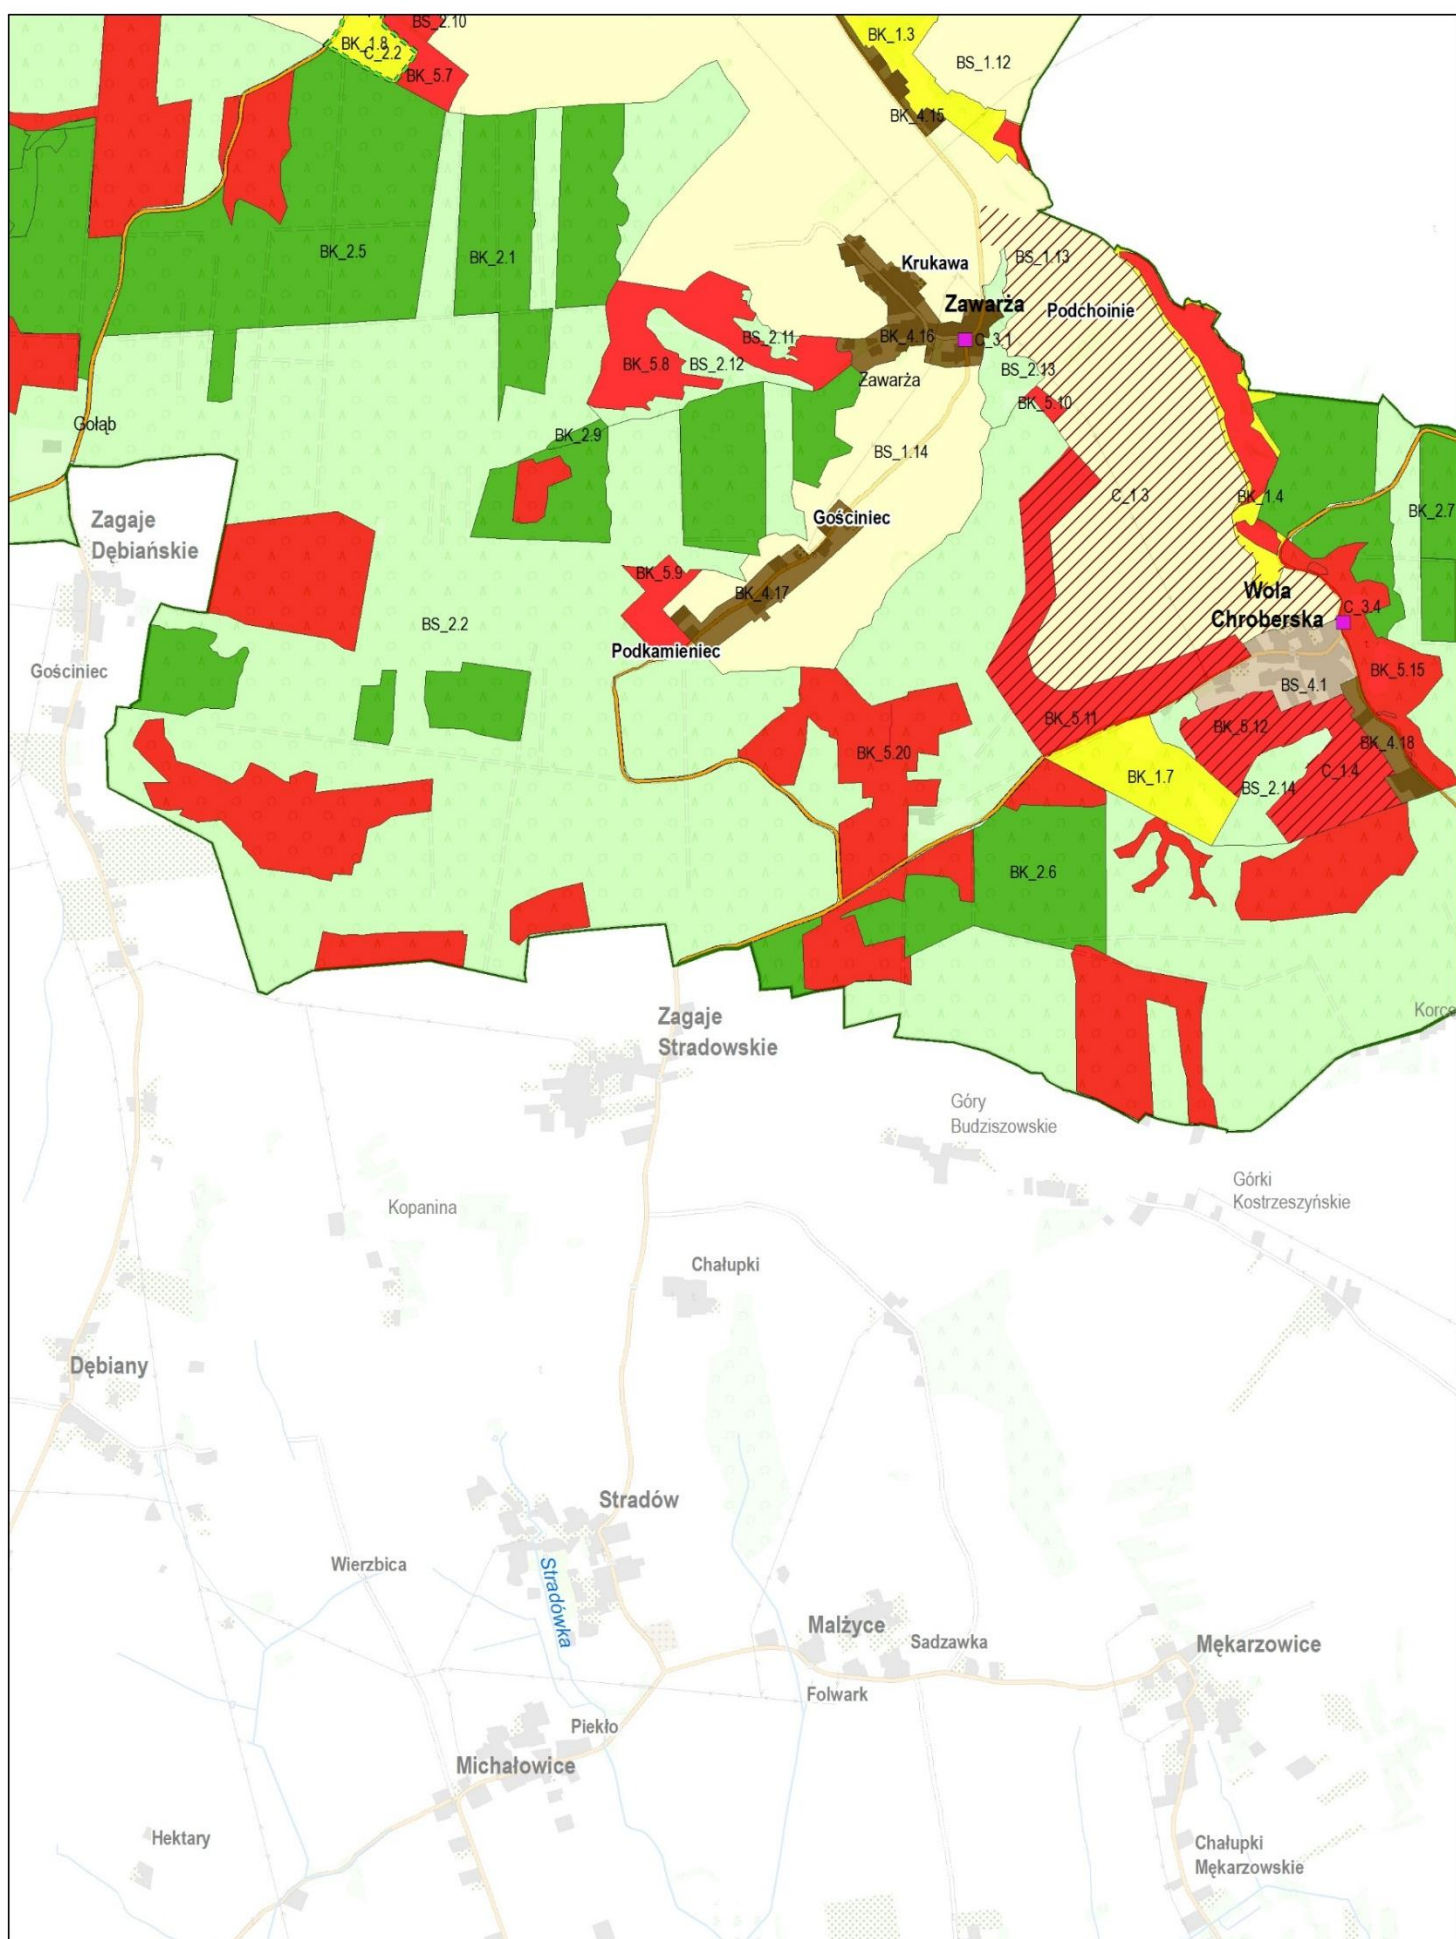 BS_2.10
BK_1.8
C_2.2
BK_5.7
BK_1.3
BS_1.12
BK_4.15
BK_2.5
BK_2.1
Krukawa
BS_1.13
Zawarża
Podchoinie
BS_2.11
BK_4.16
C_3.1
BK_5.8
BS_2.12
BS_2.13
Zawarża
BK_5.10
Gołąb
BK_2.9
BS_1.14
C_1.3
BK_1.4
BK_2.7
Zagaje
Dębiańskie
Gościniec
BK_5.9
BK_4.17
Wola
Chroberska
C_3.4
BS_2.2
Podkamieniec
Gościniec
BK_5.15
BS_4.1
BK_5.11
BK_5.12
BK_4.18
BK_5.20
BK_1.7
C_1.4
BS_2.14
BK_2.6
Zagaje
Stradowskie
Korce
Góry
Budziszowskie
Górki
Kostrzeszyńskie
Kopanina
Chałupki
Dębiany
Stradów
Wierzbica
Stradówka
Malżyce
Sadzawka
Mękarzowice
Folwark
Piekło
Michałowice
Hektary
Chałupki
Mękarzowskie